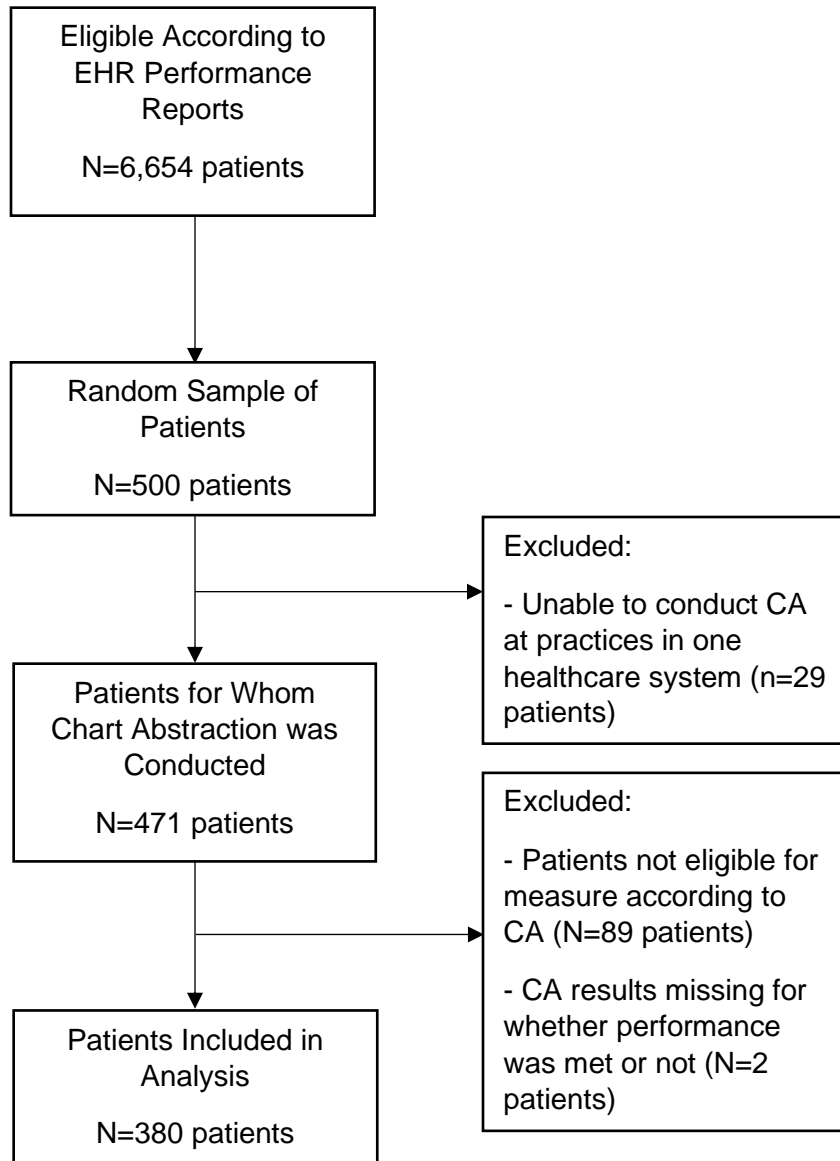 Eligible According to
EHR Performance
Reports
N=6,654 patients
Random Sample of
Patients
N=500 patients
Excluded:
- Unable to conduct CA
at practices in one
healthcare system (n=29
patients)
Patients for Whom
Chart Abstraction was
Conducted
N=471 patients
Excluded:
- Patients not eligible for
measure according to
CA (N=89 patients)
- CA results missing for
whether performance
was met or not (N=2
patients)
Patients Included in
Analysis
N=380 patients